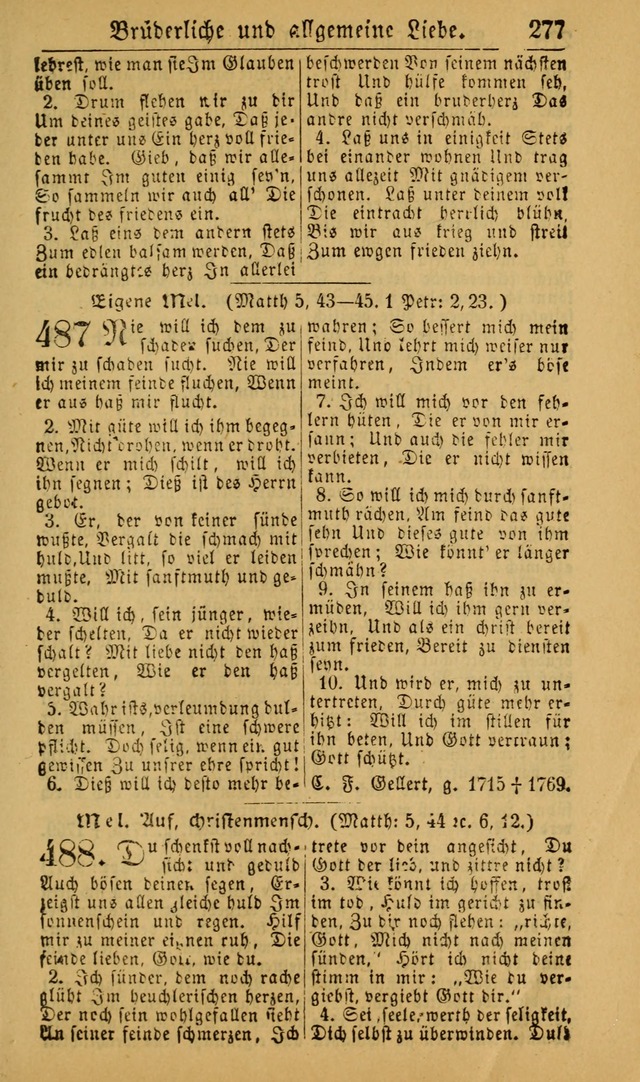 Brüderliche und allgemeine Liebe. 277
lehrest, wie man sieIm Glauben
üben soll.
2. Drum flehen wir zu dir
Um deines geistes gabe, Daß je-
der unter uns Ein herz voll frie-
den habe. Gieb, daß wir alle-
sammt Im guten einig sey'n,
So sammeln wir auch all' Die
frucht des friedens ein.
3. Laß eins dem andern stets
Zum edlen balsam werden, Daß
ein bedrängtes herz In allerlei
beschwerden Von seinem nächsten
trost Und hülfe kommen seh,
Und daß ein bruderherz Das
andre nicht verschmäh.
4. Laß uns in einigkeit Stets
bei einander wohnen Und trag
uns allezeit Mit gnädigem ver-
schonen. Laß unter deinem volk
Die eintracht herrlich blühn,
Bis wir aus krieg und streit
Zum ewgen frieden ziehn.
Eigene Mel. (Matth 5, 43—45. 1 Petr: 2, 23. )
487 Nie will ich dem zu
schaden suchen, Der
mir zu schaden sucht. Nie will
ich meinem feinde fluchen, Wenn
er aus haß mir flucht.
2. Mit güte will ich ihm begeg-
nen,Nicht drohen, wenn er droht.
Wenn er mich schilt, will ich
ihn segnen; Dieß ist des Herrn
gebot.
3. Er, der von keiner sünde
wußte, Vergalt die schmach mit
huld,Und litt, so viel er leiden
mußte, Mit sanftmuth und ge-
duld.
4. Will ich, sein jünger, wie-
der schelten, Da er nicht wieder
schalt? Mit liebe nicht den haß
vergelten, Wie er den haß
vergalt?
5. Wahr ists,verleumdung dul-
den müssen, Ist eine schwere
pflicht. Doch selig, wenn ein gut
gewissen Zu unsrer ehre spricht!
6. Dieß will ich desto mehr be-
wahren; So bessert mich mein
feind, Und lehrt mich weiser nur
verfahren, Indem er's böse
meint.
7. Ich will mich vor den feh-
lern hüten, Die er von mir er-
sann; Und auch die fehler mir
verbieten, Die er nicht wissen
kann.
8. So will ich mich durch sanft-
muth rächen, Am feind das gute
sehn Und dieses gute von ihm
sprechen; Wie könnt' er länger
schmähn?
9. In seinem haß ihn zu er-
müden, Will ich ihm gern ver-
zeihn, Und als ein christ bereit
zum frieden, Bereit zu diensten
seyn.
10. Und wird er, mich zu un-
tertreten, Durch güte mehr er-
hitzt: Will ich im stillen für
ihn beten, Und Gott vertraun;
Gott schützt.
C. F. Gellert, g. 1715 † 1769.
Mel. Auf, christenmensch. (Matth: 5, 44 ꝛc. 6, 12.)
488. Du schenkst voll nach-
sicht und geduld
Auch bösen deinen segen, Er-
zeigst uns allen gleiche huld Im
sonnenschein und regen. Hilf
mir zu meiner eignen ruh, Die
feinde lieben, Gott, wie du.
2. Ich sünder, dem noch rache
glüht Im heuchlerischen herzen,
Der noch sein wohlgefallen sieht
An seiner feinde schmerzen, Ich
trete vor dein angesicht, Du
Gott der lieb, und zittre nicht?
3. Wie könnt ich hoffen, trost
im tod, Huld im gericht zu fin-
den, Zu dir noch flehen: „richte,
Gott, Mich nicht nach meinen
sünden," Hört ich nicht deine
stimm in mir: „Wie du ver-
giebst, vergiebt Gott dir."
4. Sei, seele, werth der seligkeit,
Dich selbst zu überwinden. Duld